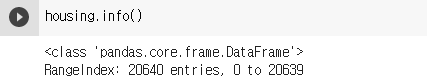 housing.info()
<class 'pandas.core.frame.DataFrame'>
RangeIndex: 20640 entries, 0 to 20639